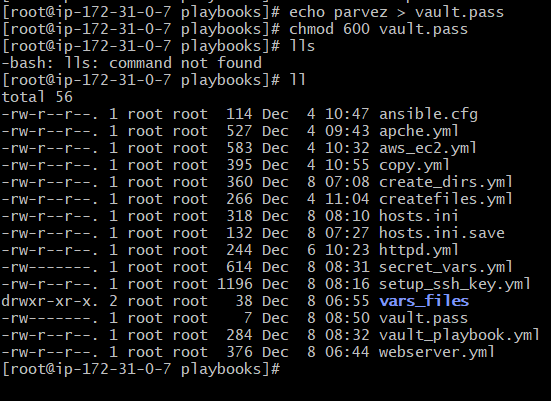 [root@ip-172-31-0-7 playbooks]# echo parvez > vault.pass
[root@ip-172-31-0-7 playbooks]# chmod 600 vault.pass
[root@ip-172-31-0-7 playbooks]# lls
-bash: lls: command not found
[root@ip-172-31-0-7 playbooks]# ll
total 56
-rw-r--r--. 1 root root  114 Dec  4 10:47 ansible.cfg
-rw-r--r--. 1 root root  527 Dec  4 09:43 apche.yml
-rw-r--r--. 1 root root  583 Dec  4 10:32 aws_ec2.yml
-rw-r--r--. 1 root root  395 Dec  4 10:55 copy.yml
-rw-r--r--. 1 root root  360 Dec  8 07:08 create_dirs.yml
-rw-r--r--. 1 root root  266 Dec  4 11:04 createfiles.yml
-rw-r--r--. 1 root root  318 Dec  8 08:10 hosts.ini
-rw-r--r--. 1 root root  132 Dec  8 07:27 hosts.ini.save
-rw-r--r--. 1 root root  244 Dec  6 10:23 httpd.yml
-rw-------. 1 root root  614 Dec  8 08:31 secret_vars.yml
-rw-r--r--. 1 root root 1196 Dec  8 08:16 setup_ssh_key.yml
drwxr-xr-x. 2 root root   38 Dec  8 06:55 vars_files
-rw-------. 1 root root    7 Dec  8 08:50 vault.pass
-rw-r--r--. 1 root root  284 Dec  8 08:32 vault_playbook.yml
-rw-r--r--. 1 root root  376 Dec  8 06:44 webserver.yml
[root@ip-172-31-0-7 playbooks]#